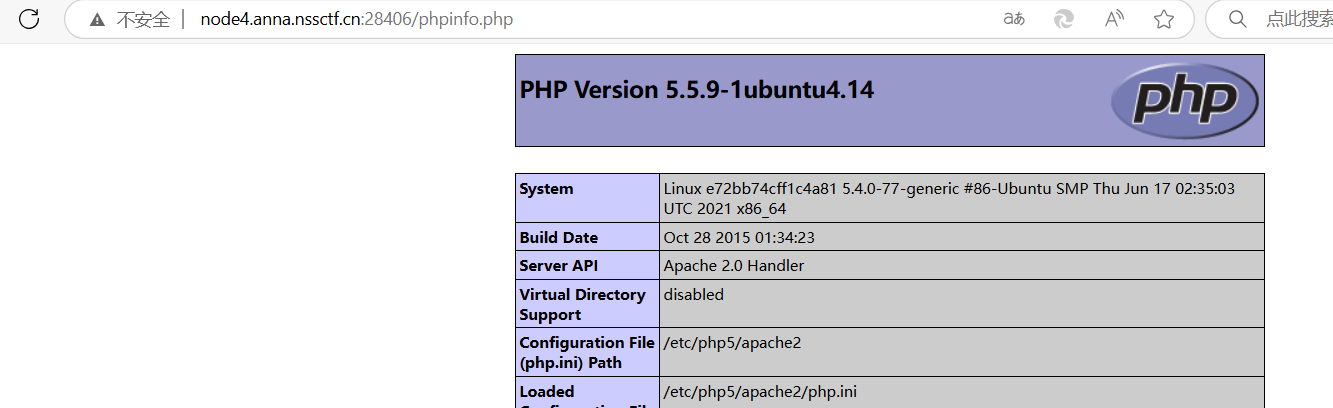 不安全 node4.anna.nssctf.cn:28406/phpinfo.php aあ A 点此搜索
PHP Version 5.5.9-1ubuntu4.14 php
System Linux e72bb74cff1c4a81 5.4.0-77-generic #86-Ubuntu SMP Thu Jun 17 02:35:03
UTC 2021 x86_64
Build Date Oct 28 2015 01:34:23
Server API Apache 2.0 Handler
Virtual Directory disabled
Support
Configuration File /etc/php5/apache2
(php.ini) Path
Loaded /etc/php5/apache2/php.ini